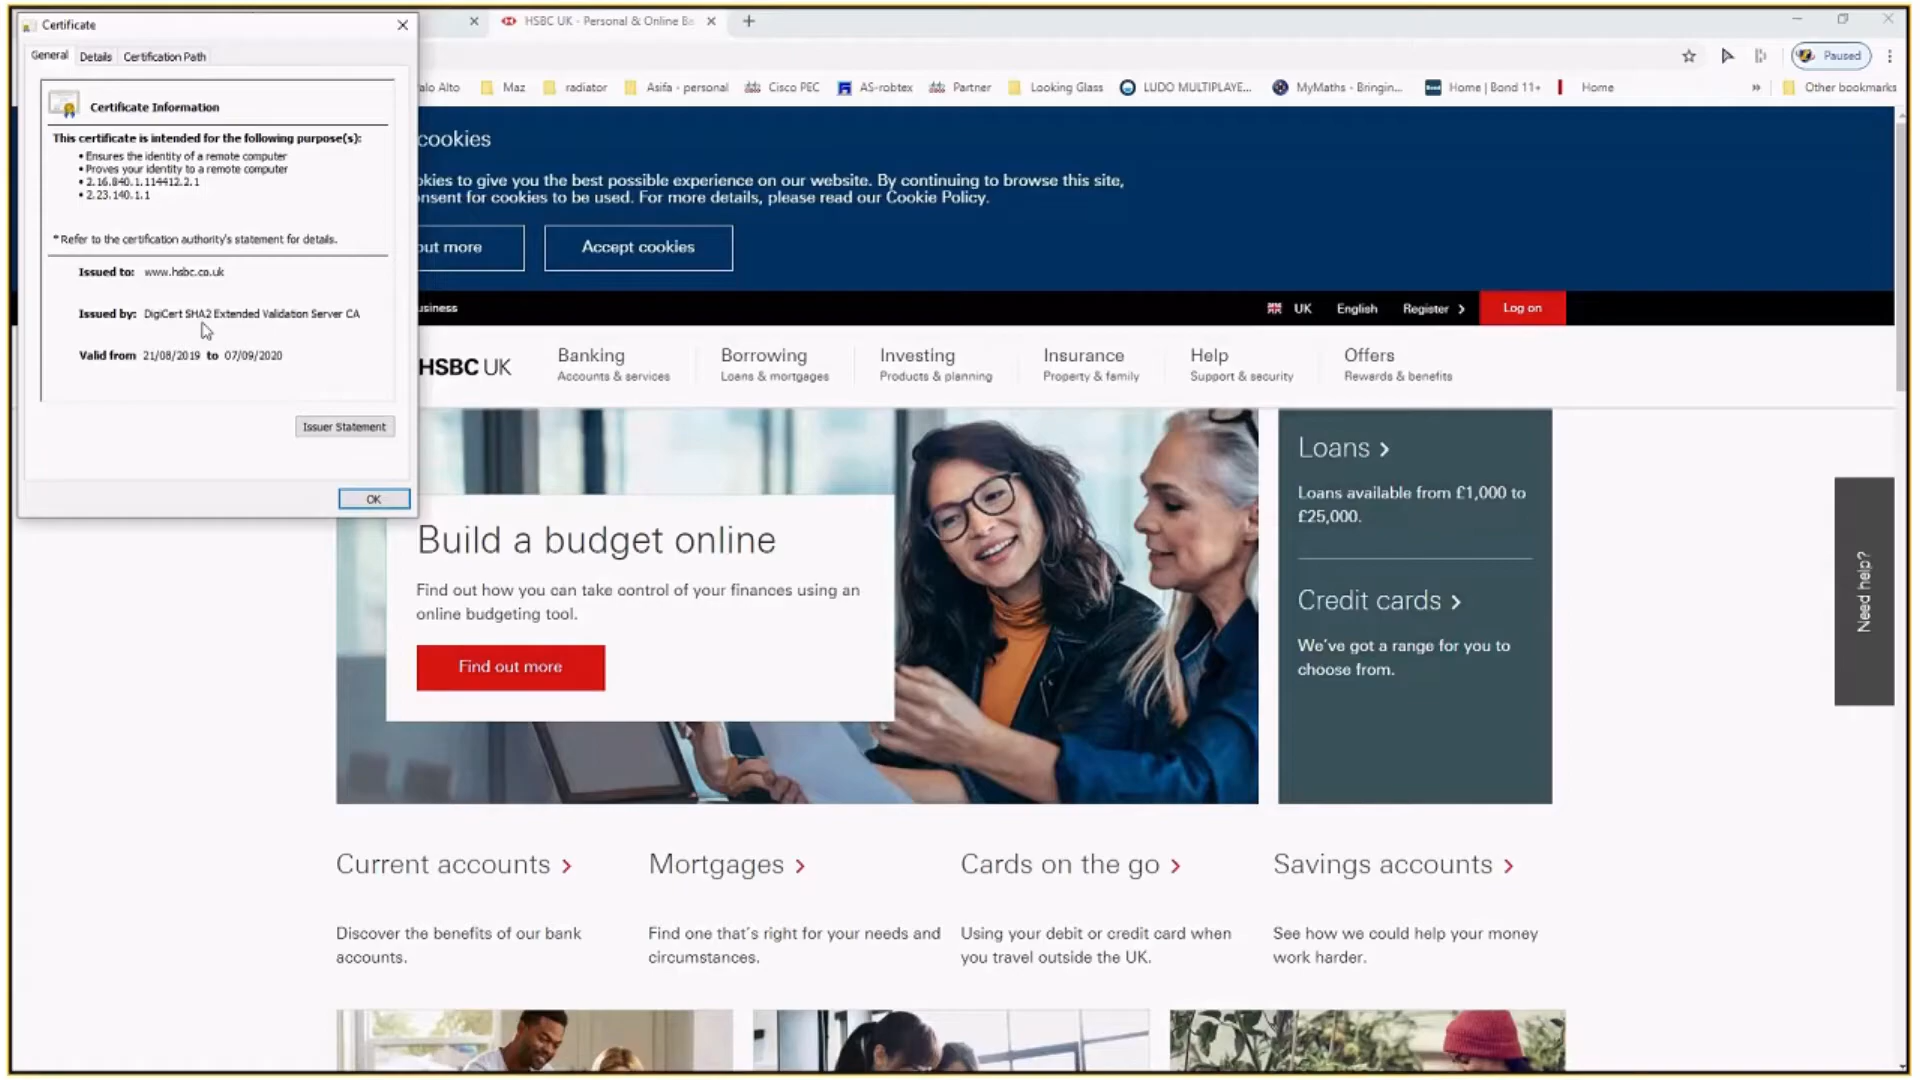 Certificate
General
Details
Certification Path
Certificate Information
This certificate is intended for the following purpose(s):
• Ensures the identity of a remote computer
• Proves your identity to a remote computer
• 2.16.840.1.114412.2.1
• 2.23.140.1.1
* Refer to the certification authority's statement for details.
Issued to: www.hsbc.co.uk
Issued by: DigiCert SHA2 Extended Validation Server CA
Valid from 21/08/2019 to 07/09/2020
Issuer Statement
OK
HSBC UK - Personal & Online Ba
Paused
alo Alto
Maz
radiator
Asifa - personal
Cisco PEC
AS-robtex
Partner
Looking Glass
LUDO MULTIPLAYE...
MyMaths - Bringin...
Home | Bond 11+
Home
Other bookmarks
cookies
kies to give you the best possible experience on our website. By continuing to browse this site,
nsent for cookies to be used. For more details, please read our Cookie Policy.
out more
Accept cookies
usiness
UK
English
Register
Log on
HSBC UK
Banking
Accounts & services
Borrowing
Loans & mortgages
Investing
Products & planning
Insurance
Property & family
Help
Support & security
Offers
Rewards & benefits
Build a budget online
Find out how you can take control of your finances using an
online budgeting tool.
Find out more
Loans
Loans available from £1,000 to
£25,000.
Credit cards
We've got a range for you to
choose from.
Need help?
Current accounts
Discover the benefits of our bank
accounts.
Mortgages
Find one that's right for your needs and
circumstances.
Cards on the go
Using your debit or credit card when
you travel outside the UK.
Savings accounts
See how we could help your money
work harder.